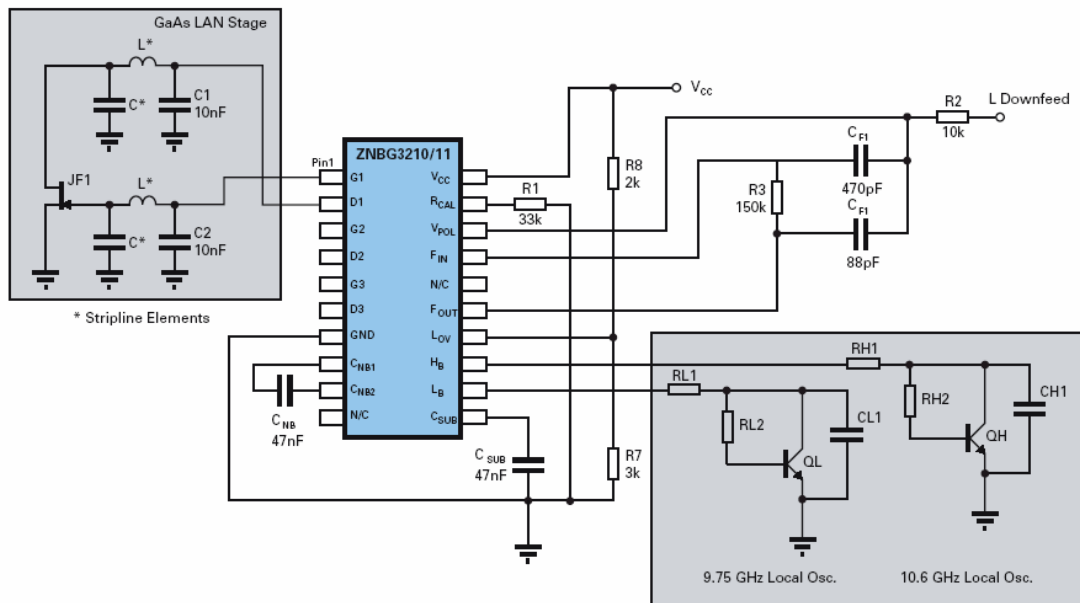 GaAs LAN Stage
L*
C*
C1
10nF
JF1
L*
C*
C2
10nF
* Stripline Elements
Pin1
ZNBG3210/11
G1
D1
G2
D2
G3
D3
GND
CNB1
CNB2
N/C
VCC
RCAL
VPOL
FIN
N/C
FOUT
LOV
HB
LB
CSUB
CNB
47nF
CSUB
47nF
R1
33k
VCC
R8
2k
R7
3k
R3
150k
CF1
470pF
CF1
88pF
R2
10k
L Downfeed
RL1
RL2
CL1
QL
9.75 GHz Local Osc.
RH1
RH2
CH1
QH
10.6 GHz Local Osc.